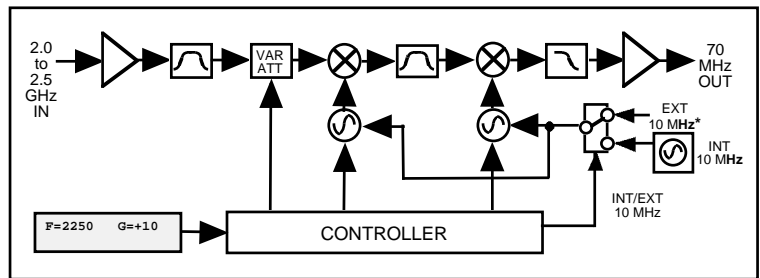 2.0
to
2.5
GHz
IN
VAR
ATT
70
MHz
OUT
EXT
10 MHz*
INT
10 MHz
INT/EXT
10 MHz
F=2250 G=+10
CONTROLLER